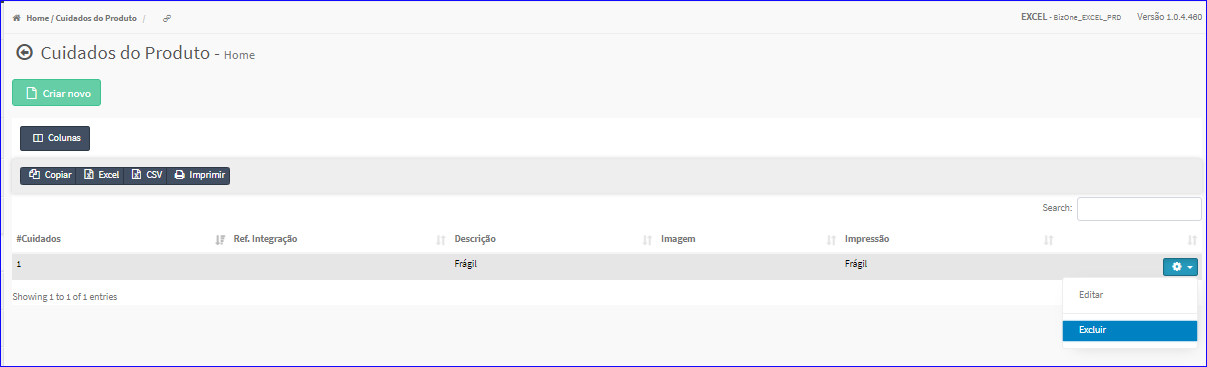 Home / Cuidados do Produto /
EXCEL - BizOne_EXCEL_PRD Versão 1.0.4.460
Cuidados do Produto - Home
Criar novo
Colunas
Copiar Excel CSV Imprimir
Search:
#Cuidados Ref. Integração Descrição Imagem Impressão
1 Frágil Frágil
Showing 1 to 1 of 1 entries
Editar
Excluir